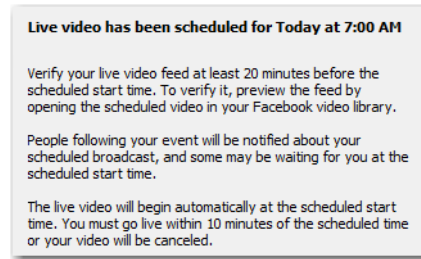 Live video has been scheduled for Today at 7:00 AM
Verify your live video feed at least 20 minutes before the
scheduled start time. To verify it, preview the feed by
opening the scheduled video in your Facebook video library.
People following your event will be notified about your
scheduled broadcast, and some may be waiting for you at the
scheduled start time.
The live video will begin automatically at the scheduled start
time. You must go live within 10 minutes of the scheduled time
or your video will be canceled.